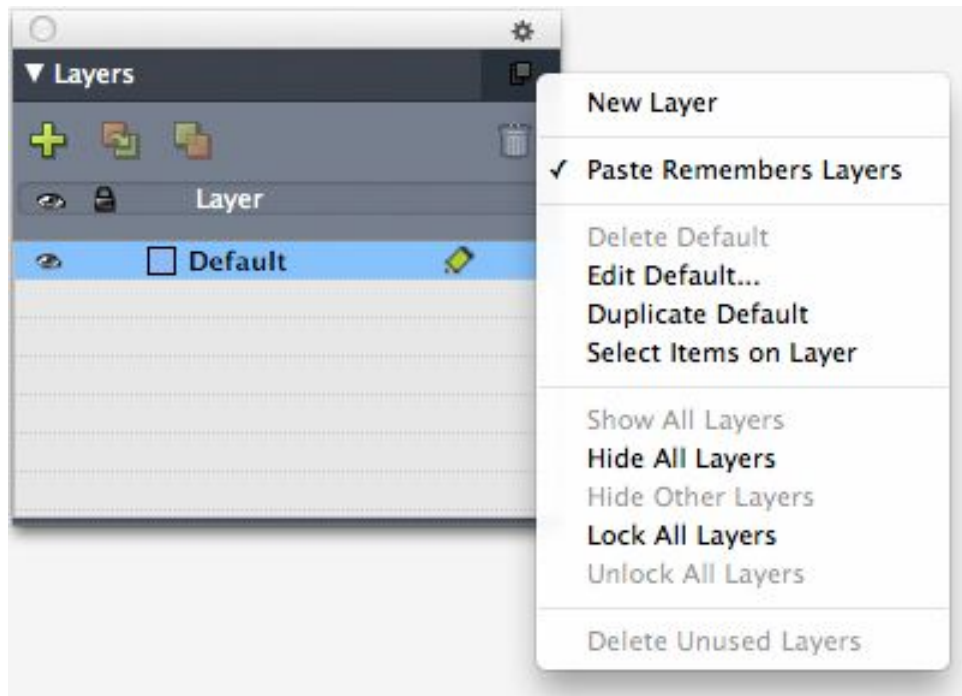 Layers
Layer
Default
New Layer
Paste Remembers Layers
Delete Default
Edit Default...
Duplicate Default
Select Items on Layer
Show All Layers
Hide All Layers
Hide Other Layers
Lock All Layers
Unlock All Layers
Delete Unused Layers